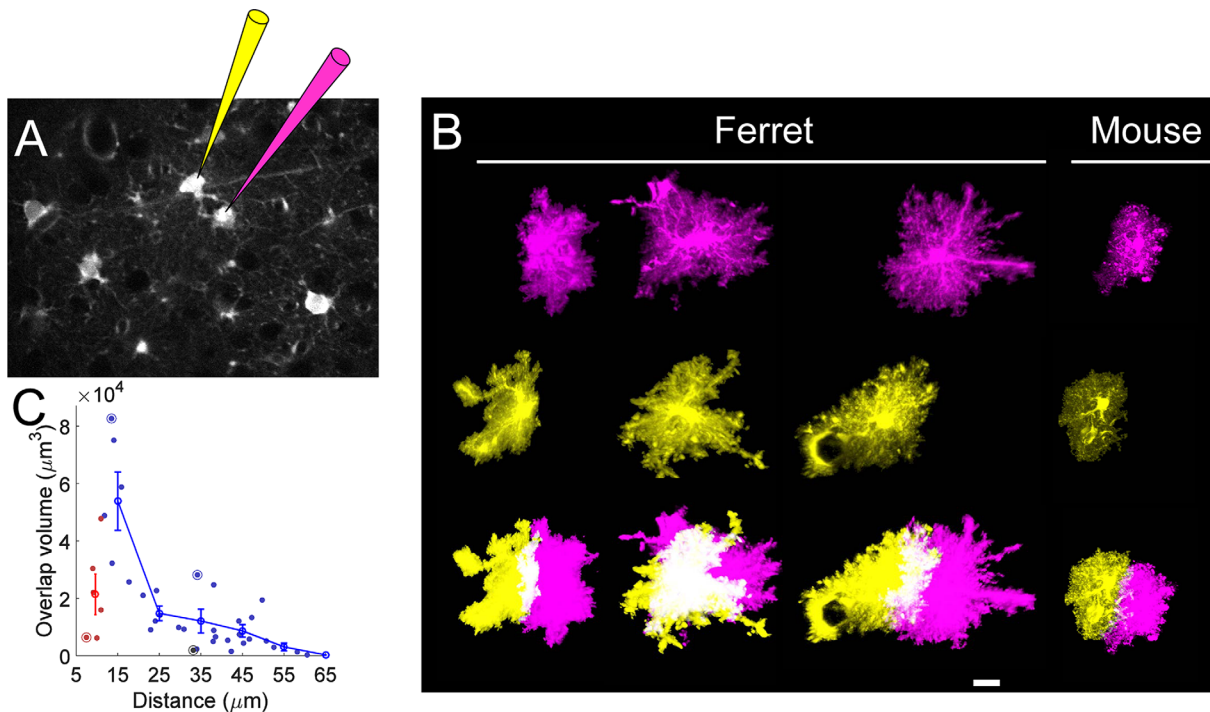 A
B
Ferret
Mouse
C
×10⁴
8
6
4
2
0
Overlap volume (μm³)
5 15 25 35 45 55 65
Distance (μm)